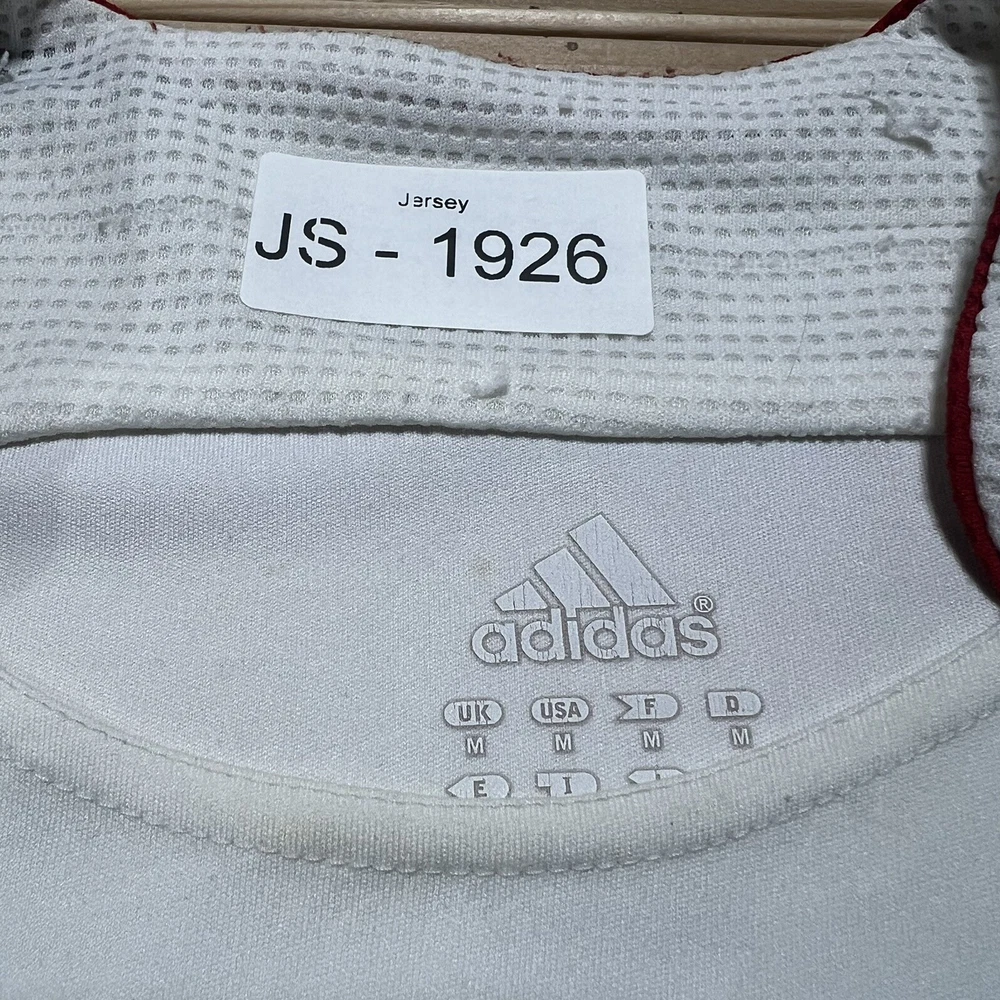 Jersey
JS - 1926
adidas®
UK USA F D
M M M M
E I